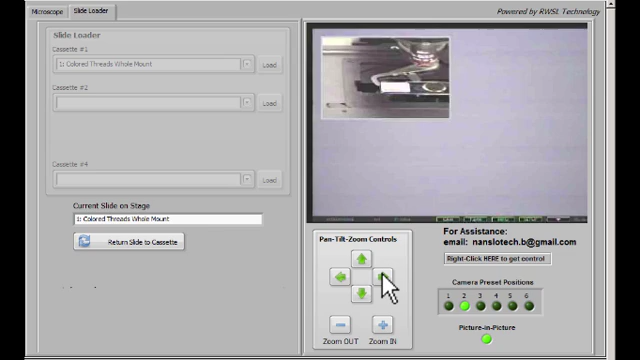 Microscope
Slide Loader
Powered by RWSL Technology
Slide Loader
Cassette #1
1: Colored Threads Whole Mount
Load
Cassette #2
Load
Cassette #4
Load
Current Slide on Stage
1: Colored Threads Whole Mount
Return Slide to Cassette
Pan-Tilt-Zoom Controls
Zoom OUT
Zoom IN
For Assistance:
email: nanslotech.b@gmail.com
Right-Click HERE to get control
Camera Preset Positions
1 2 3 4 5 6
Picture-in-Picture